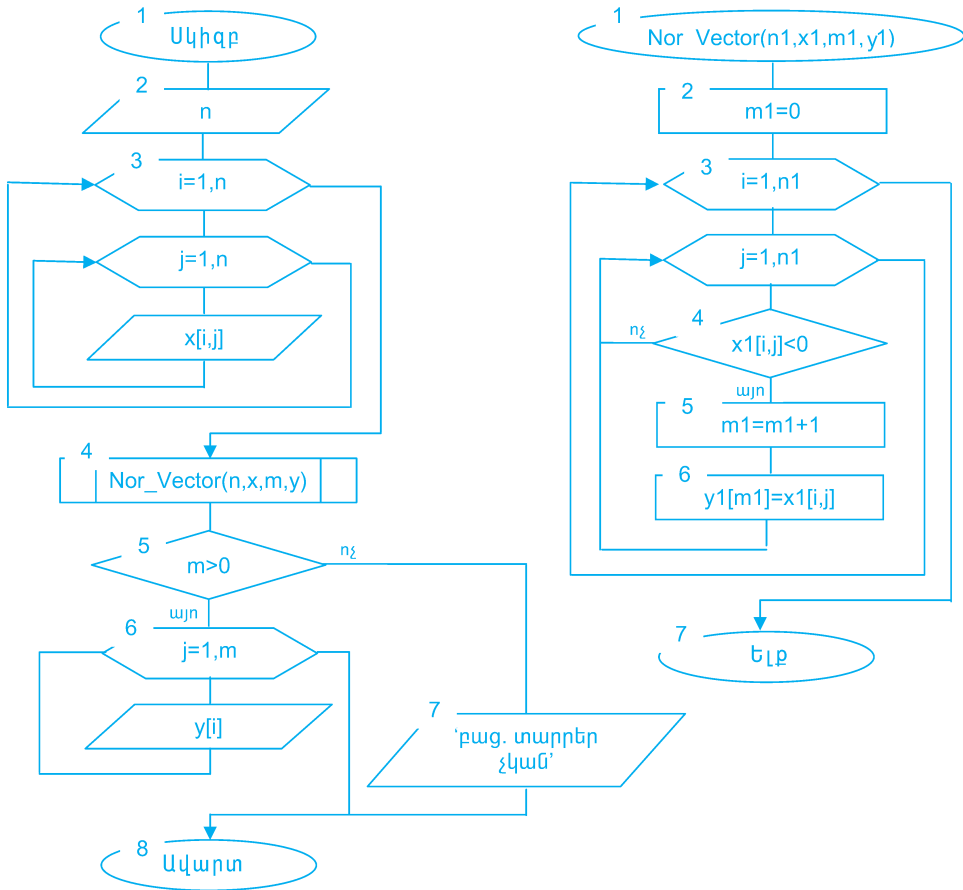 1
Սկիզբ
2
n
3
i=1,n
j=1,n
x[i,j]
4
Nor_Vector(n,x,m,y)
5
m>0
ոչ
այո
6
j=1,m
y[i]
7
‘բաց. տարրեր
չկան’
8
Ավարտ
1
Nor Vector(n1,x1,m1,y1)
2
m1=0
3
i=1,n1
j=1,n1
4
ոչ
x1[i,j]<0
այո
5
m1=m1+1
6
y1[m1]=x1[i,j]
7
Ելք